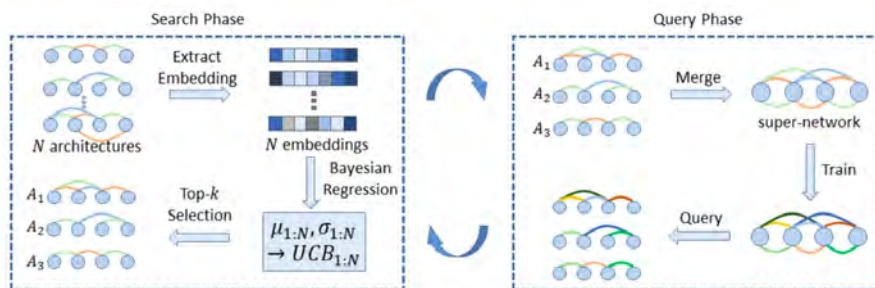 Search Phase
Extract
Embedding
N architectures
N embeddings
Bayesian
Regression
μ₁:N, σ₁:N
→ UCB₁:N
Top-k
Selection
A₁
A₂
A₃
Query Phase
A₁
A₂
A₃
Merge
super-network
Train
Query